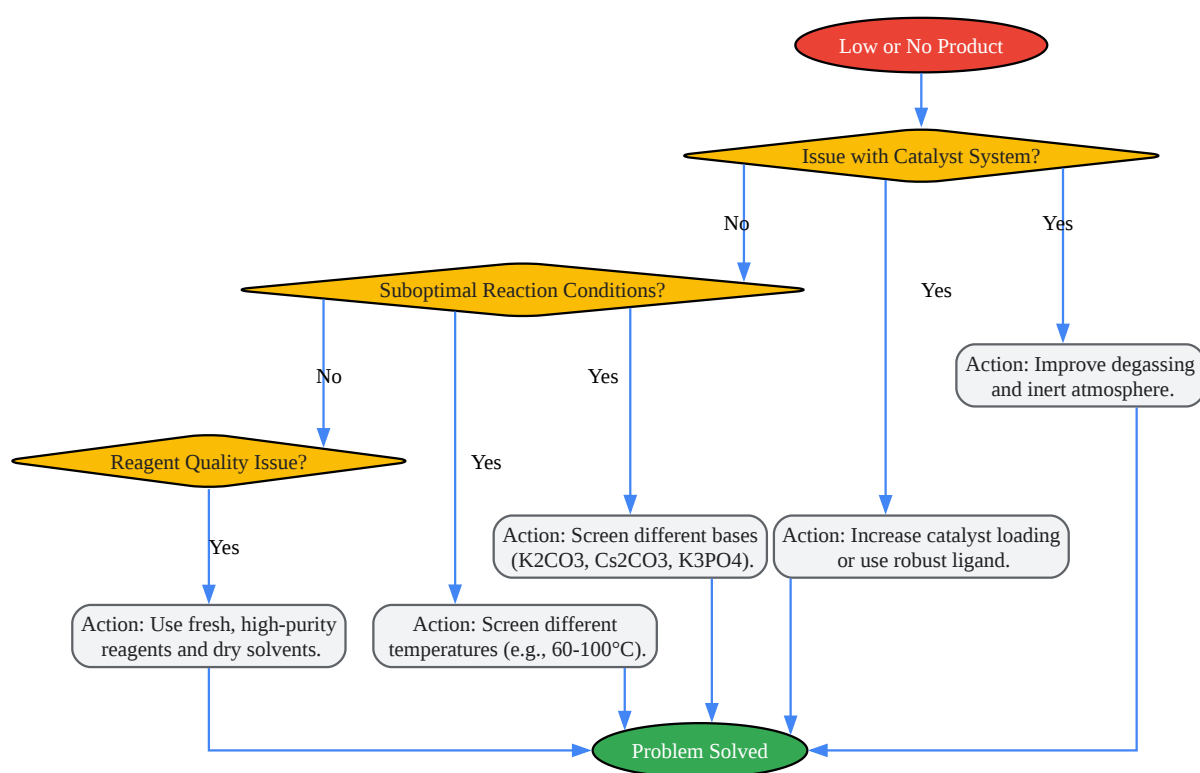 Low or No Product
Issue with Catalyst System?
No
Yes
Yes
Suboptimal Reaction Conditions?
Action: Improve degassing
and inert atmosphere.
No
Yes
Reagent Quality Issue?
Yes
Action: Screen different bases
(K2CO3, Cs2CO3, K3PO4).
Action: Increase catalyst loading
or use robust ligand.
Yes
Action: Use fresh, high-purity
reagents and dry solvents.
Action: Screen different
temperatures (e.g., 60-100°C).
Problem Solved